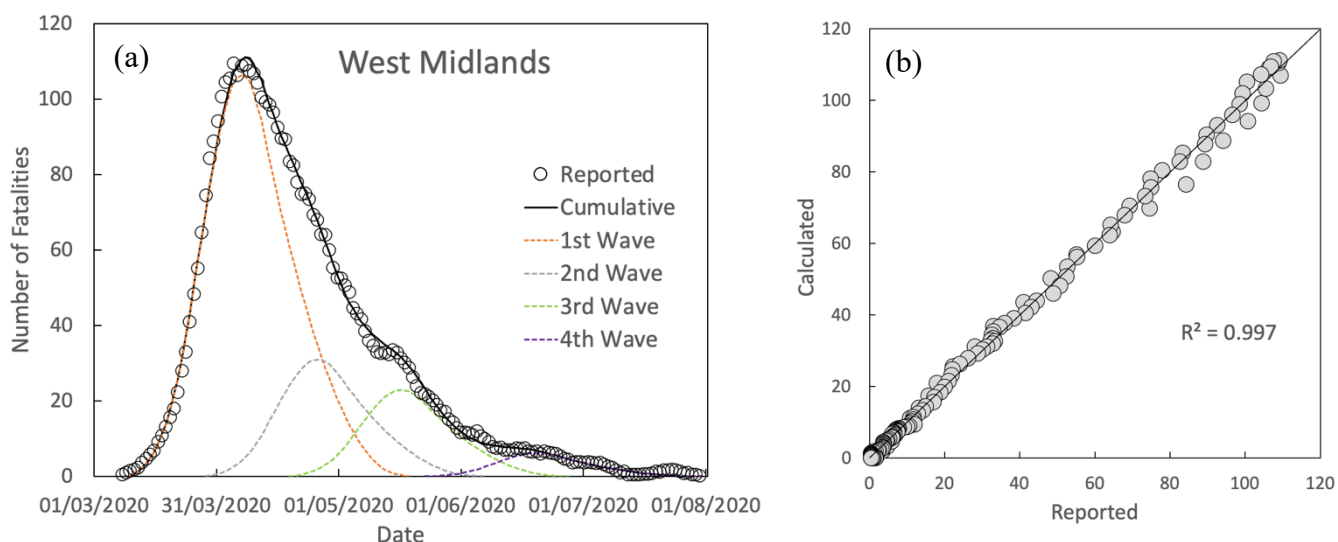 (a)
West Midlands
Number of Fatalities
120
100
80
60
40
20
0
Reported
Cumulative
1st Wave
2nd Wave
3rd Wave
4th Wave
01/03/2020 31/03/2020 01/05/2020 01/06/2020 01/07/2020 01/08/2020
Date
(b)
Calculated
120
100
80
60
40
20
0
R² = 0.997
0 20 40 60 80 100 120
Reported